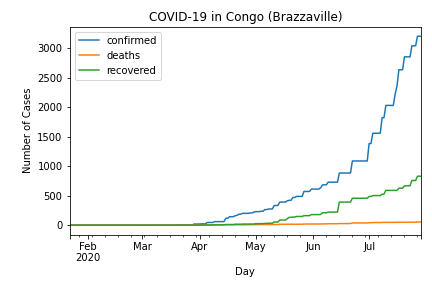 COVID-19 in Congo (Brazzaville)
confirmed
deaths
recovered
Number of Cases
3000
2500
2000
1500
1000
500
0
Feb Mar Apr May Jun Jul
2020
Day